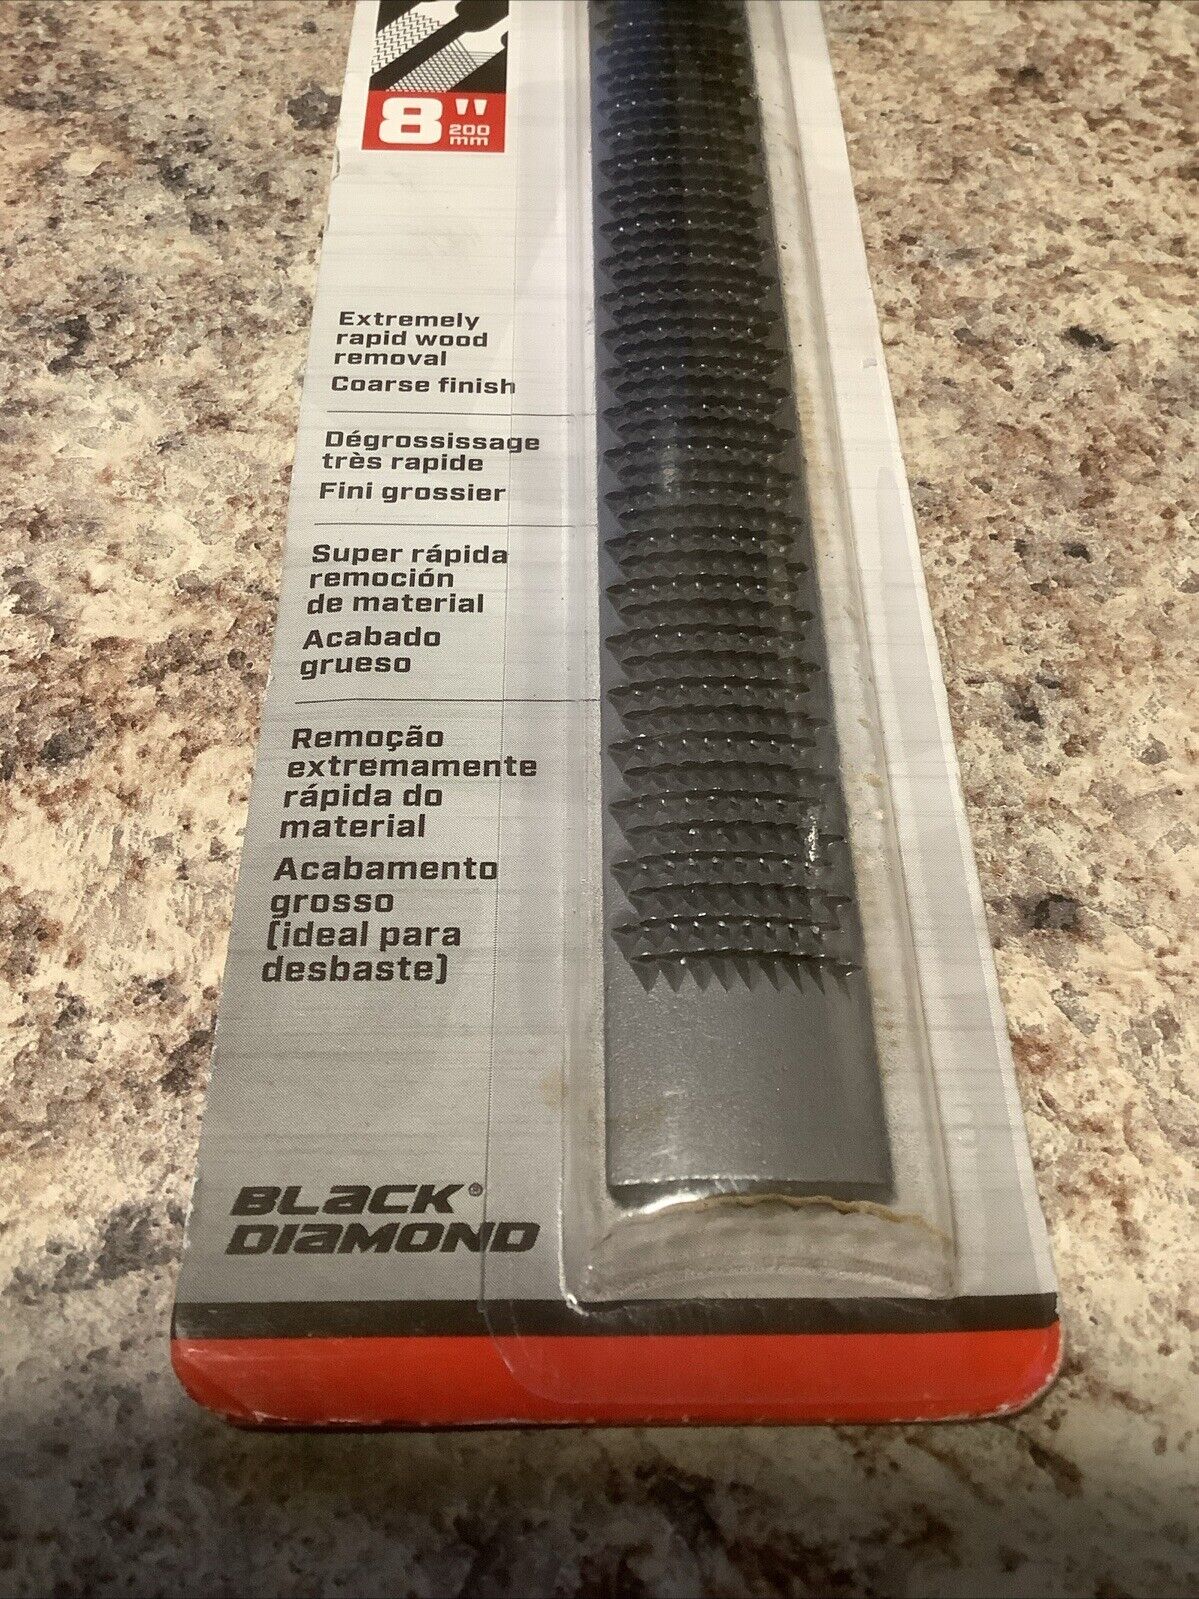 8"
200
mm
Extremely
rapid wood
removal
Coarse finish
Dégrossissage
très rapide
Fini grossier
Super rápida
remoción
de material
Acabado
grueso
Remoção
extremamente
rápida do
material
Acabamento
grosso
(ideal para
desbaste)
BLACK®
DIAMOND